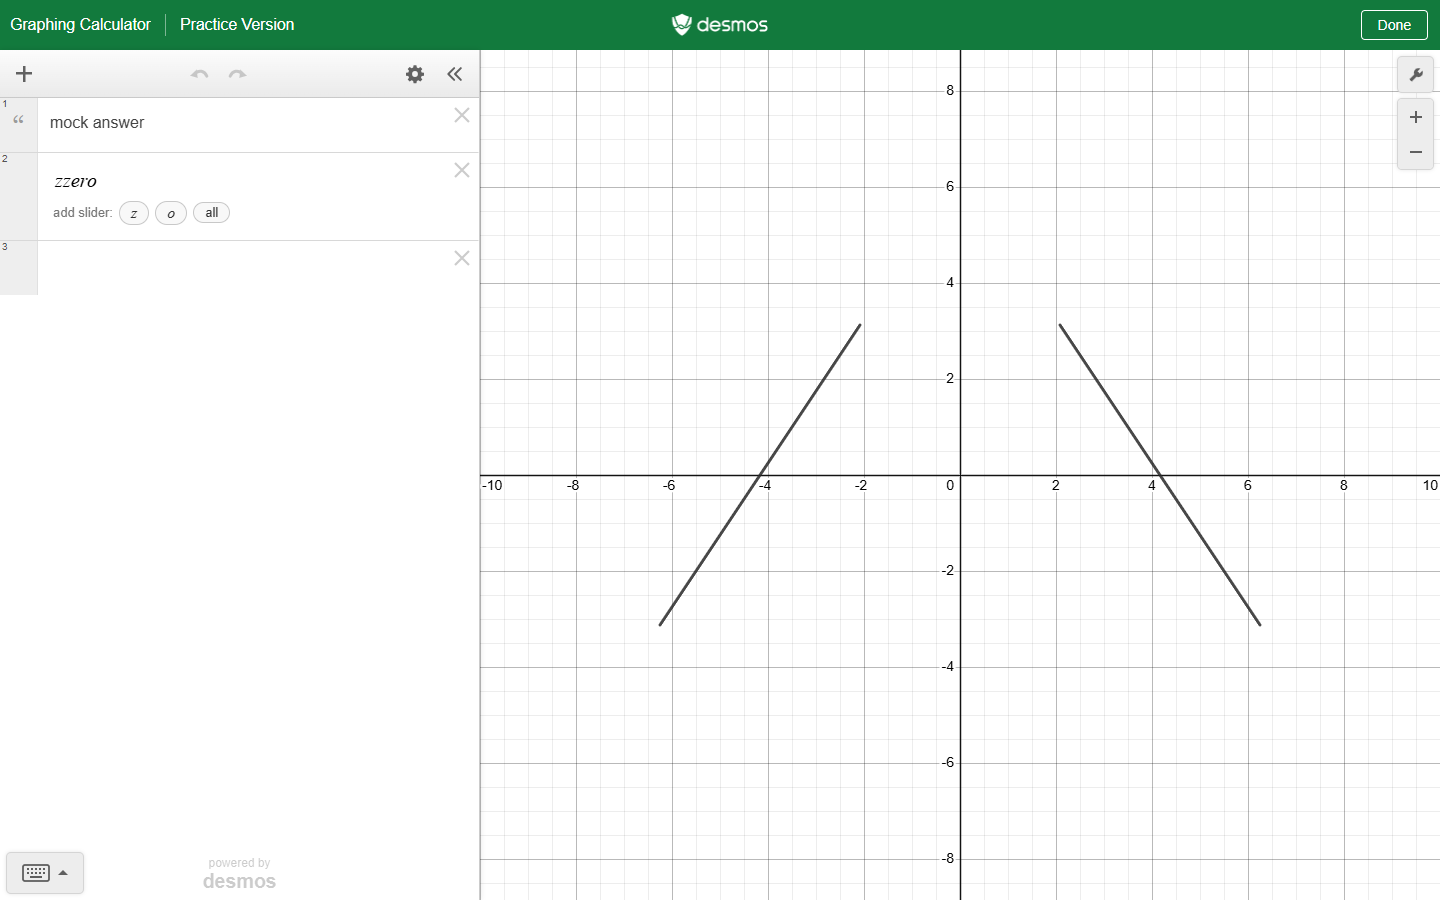 Graphing Calculator Practice Version
desmos
Done
1
“ mock answer
2
zzero
add slider: z o all
3
powered by
desmos
8
6
4
2
-10 -8 -6 -4 -2 0 2 4 6 8 10
-2
-4
-6
-8